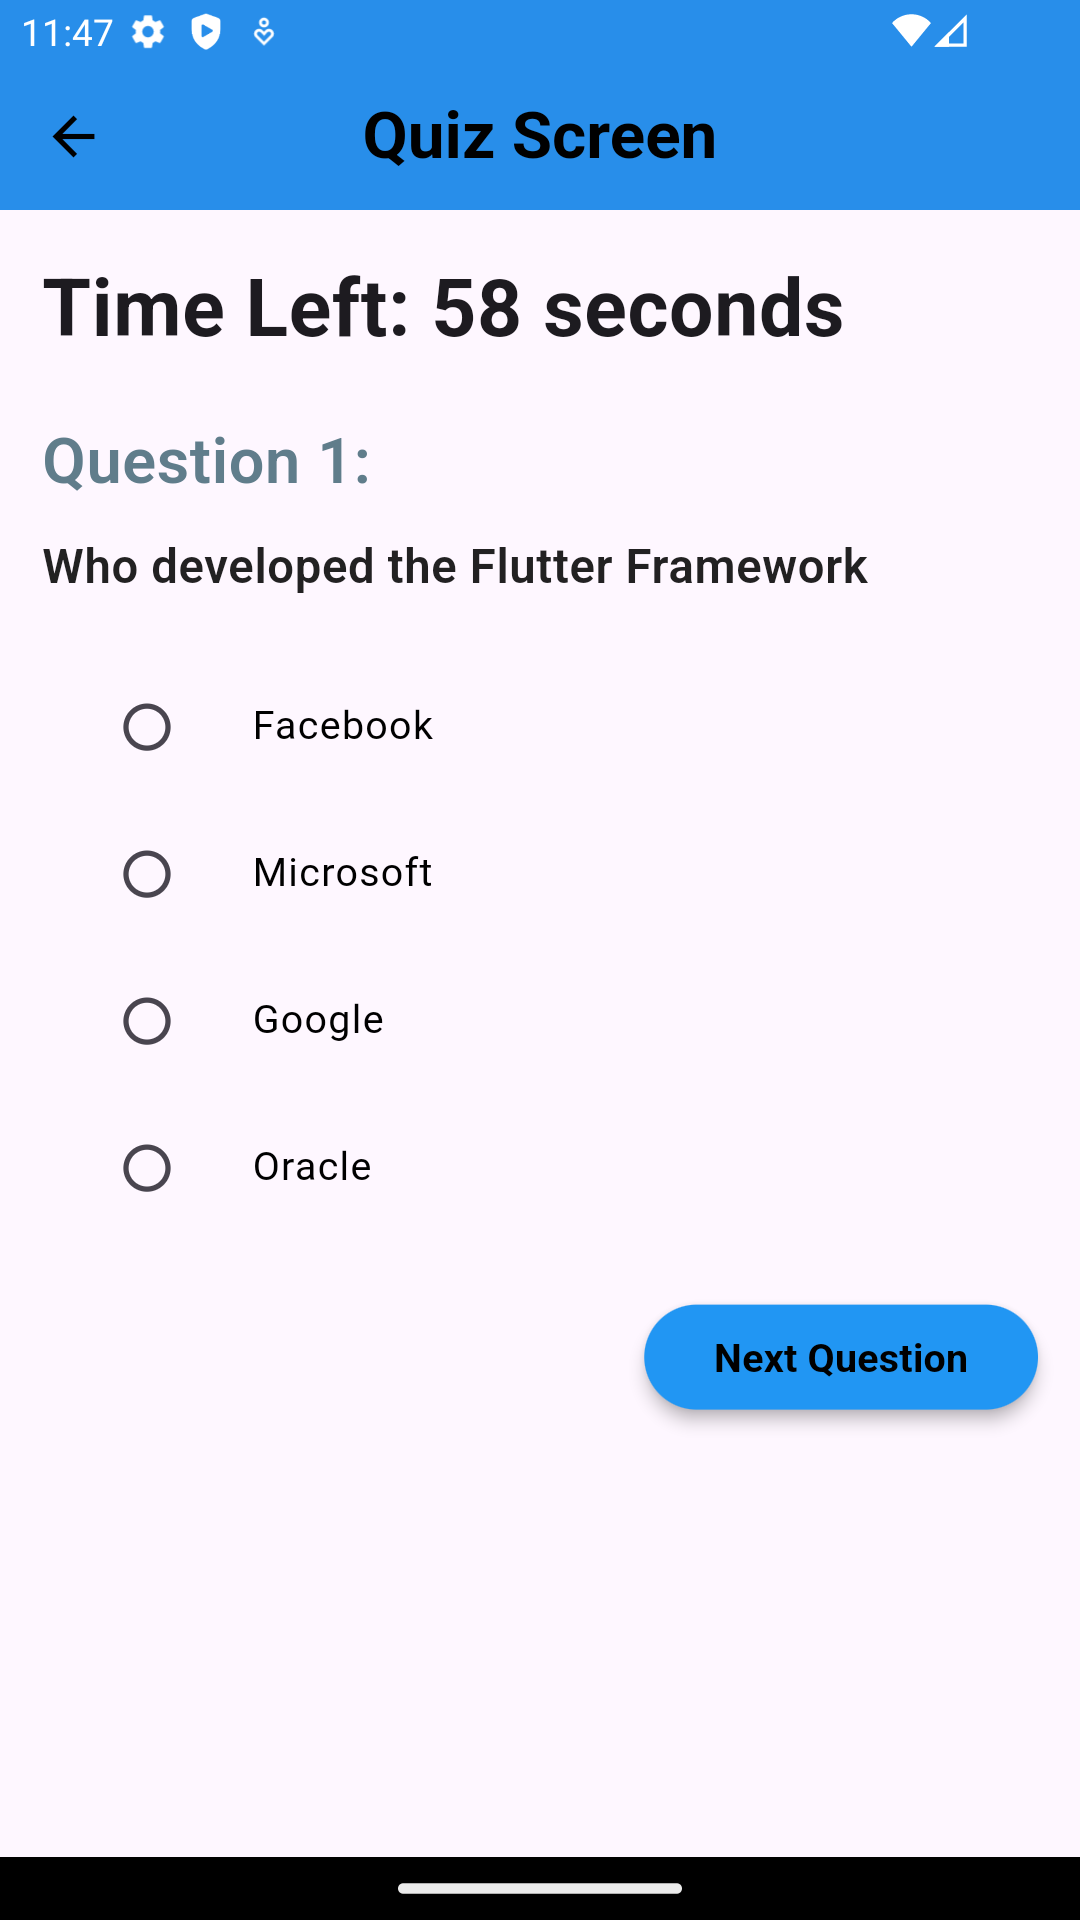 11:47
Quiz Screen
Time Left: 58 seconds
Question 1:
Who developed the Flutter Framework
Facebook
Microsoft
Google
Oracle
Next Question